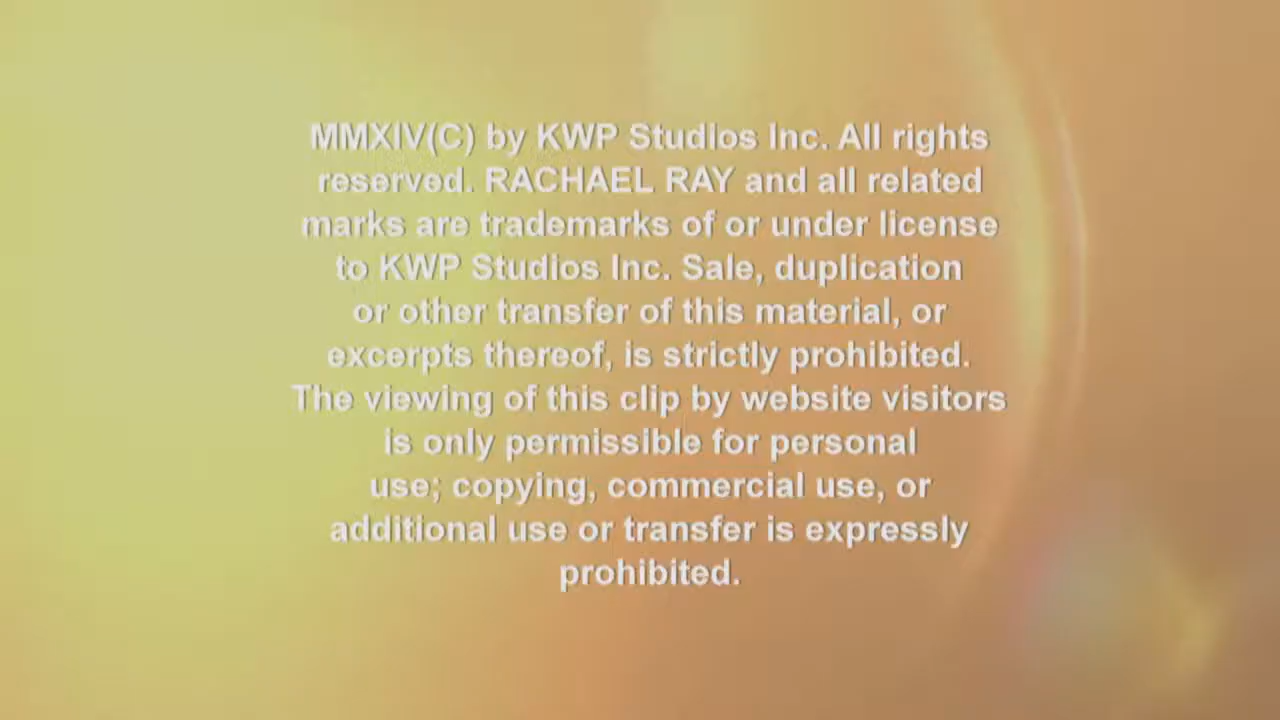 MMXIV(C) by KWP Studios Inc. All rights
reserved. RACHAEL RAY and all related
marks are trademarks of or under license
to KWP Studios Inc. Sale, duplication
or other transfer of this material, or
excerpts thereof, is strictly prohibited.
The viewing of this clip by website visitors
is only permissible for personal
use; copying, commercial use, or
additional use or transfer is expressly
prohibited.